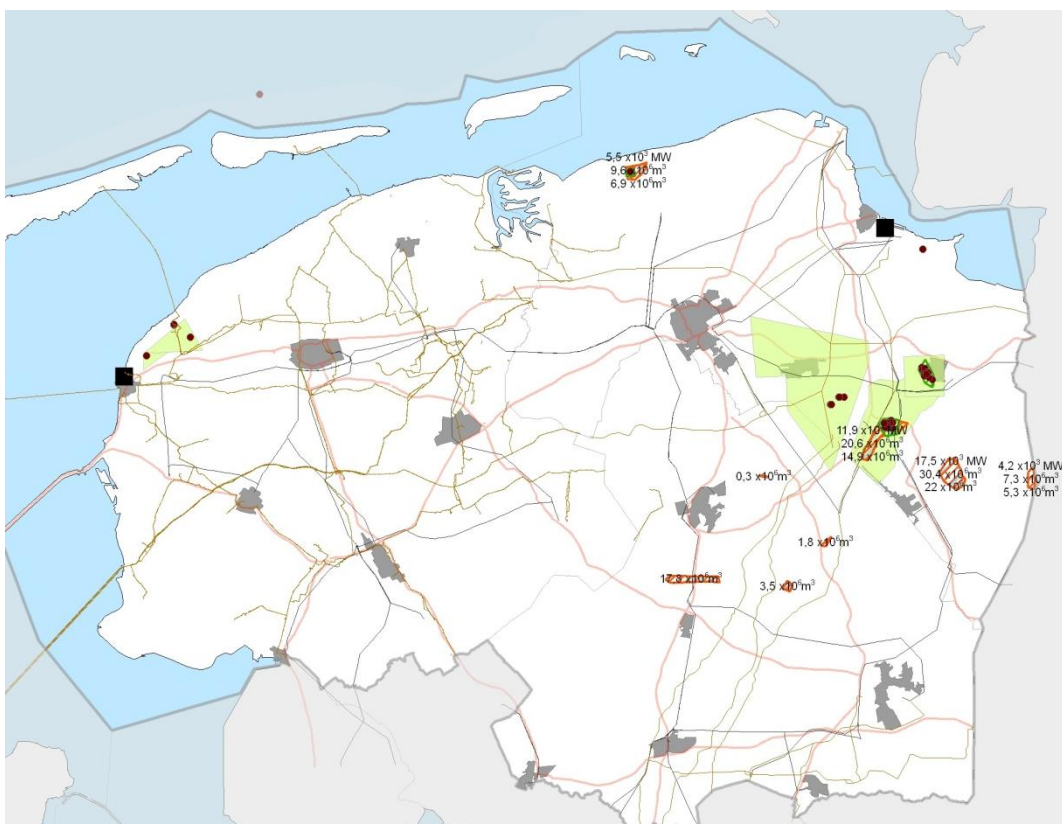 5,5 x10³ MW
9,6 x10⁶m³
6,9 x10⁶m³
11,9 x10³ MW
20,6 x10⁶m³
14,9 x10⁶m³
17,5 x10³ MW
30,4 x10⁶m³
22 x10⁶m³
4,2 x10³ MW
7,3 x10⁶m³
5,3 x10⁶m³
0,3 x10⁶m³
1,8 x10⁶m³
17,3 x10⁶m³
3,5 x10⁶m³